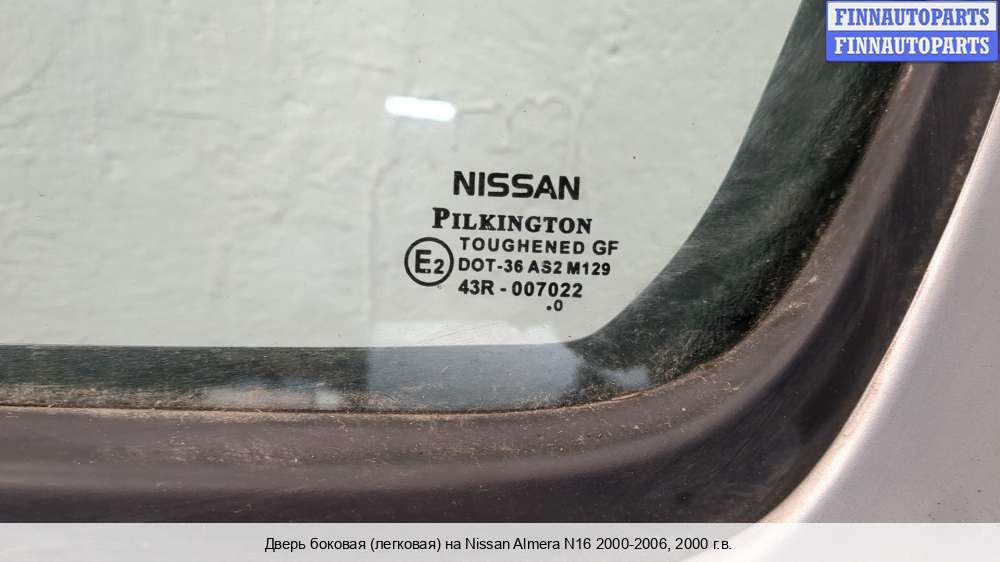 FINNAUTOPARTS
FINNAUTOPARTS
NISSAN
PILKINGTON
TOUGHENED GF
E2 DOT-36 AS2 M129
43R - 007022
.0
Дверь боковая (легковая) на Nissan Almera N16 2000-2006, 2000 г.в.